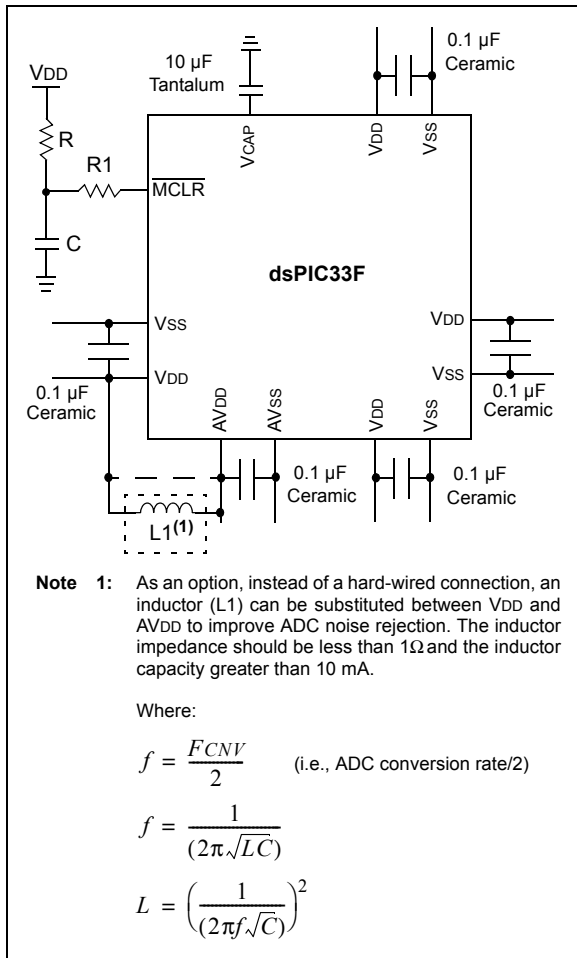 VDD
10 µF
Tantalum
0.1 µF
Ceramic
R
R1
C
MCLR
VCAP
VDD
VSS
dsPIC33F
VSS
VDD
0.1 µF
Ceramic
VDD
VSS
0.1 µF
Ceramic
AVDD
AVSS
VDD
VSS
0.1 µF
Ceramic
0.1 µF
Ceramic
L1(1)
Note 1: As an option, instead of a hard-wired connection, an
inductor (L1) can be substituted between VDD and
AVDD to improve ADC noise rejection. The inductor
impedance should be less than 1Ω and the inductor
capacity greater than 10 mA.
Where:
f = FCNV / 2 (i.e., ADC conversion rate/2)
f = 1 / (2π√LC)
L = (1 / (2πf√C))²